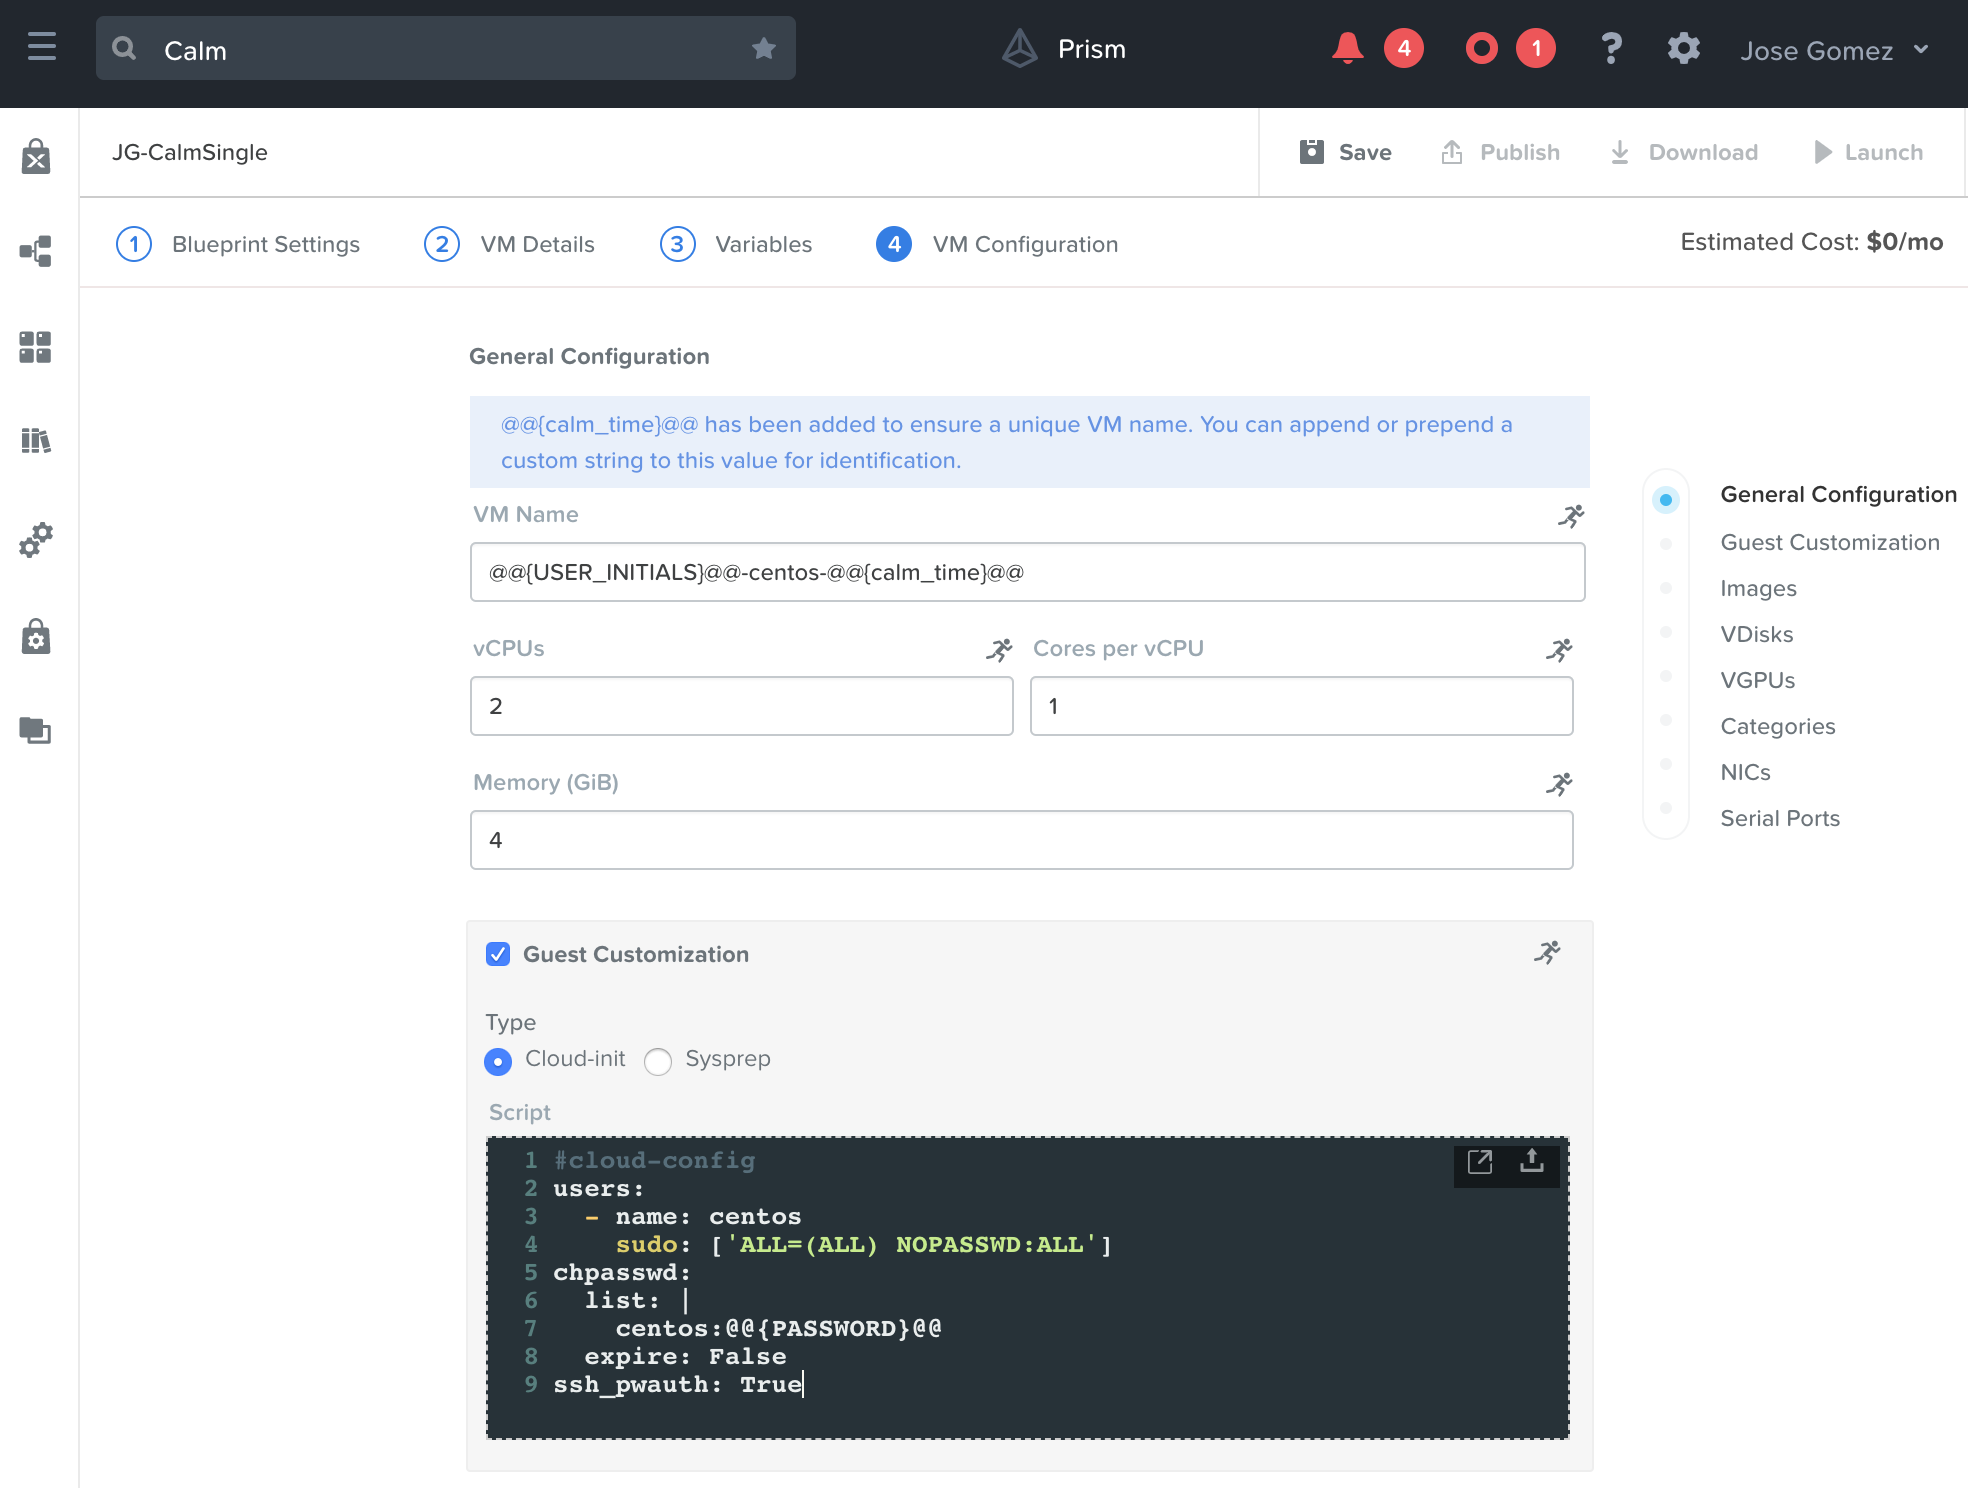 Calm
Prism
4
1
?
Jose Gomez
JG-CalmSingle
Save
Publish
Download
Launch
1 Blueprint Settings
2 VM Details
3 Variables
4 VM Configuration
Estimated Cost: $0/mo
General Configuration
@@{calm_time}@@ has been added to ensure a unique VM name. You can append or prepend a
custom string to this value for identification.
VM Name
@@{USER_INITIALS}@@-centos-@@{calm_time}@@
vCPUs
Cores per vCPU
2
1
Memory (GiB)
4
General Configuration
Guest Customization
Images
VDisks
VGPUs
Categories
NICs
Serial Ports
Guest Customization
Type
Cloud-init
Sysprep
Script
1 #cloud-config
2 users:
3   - name: centos
4     sudo: ['ALL=(ALL) NOPASSWD:ALL']
5 chpasswd:
6   list: |
7     centos:@@{PASSWORD}@@
8   expire: False
9 ssh_pwauth: True